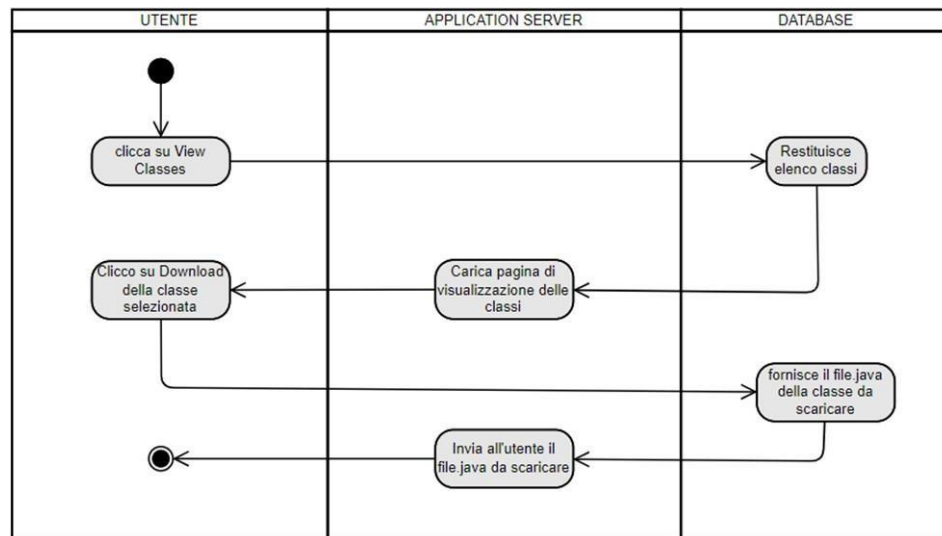 UTENTE
APPLICATION SERVER
DATABASE
clicca su View
Classes
Restituisce
elenco classi
Clicco su Download
della classe
selezionata
Carica pagina di
visualizzazione delle
classi
fornisce il file.java
della classe da
scaricare
Invia all'utente il
file.java da scaricare